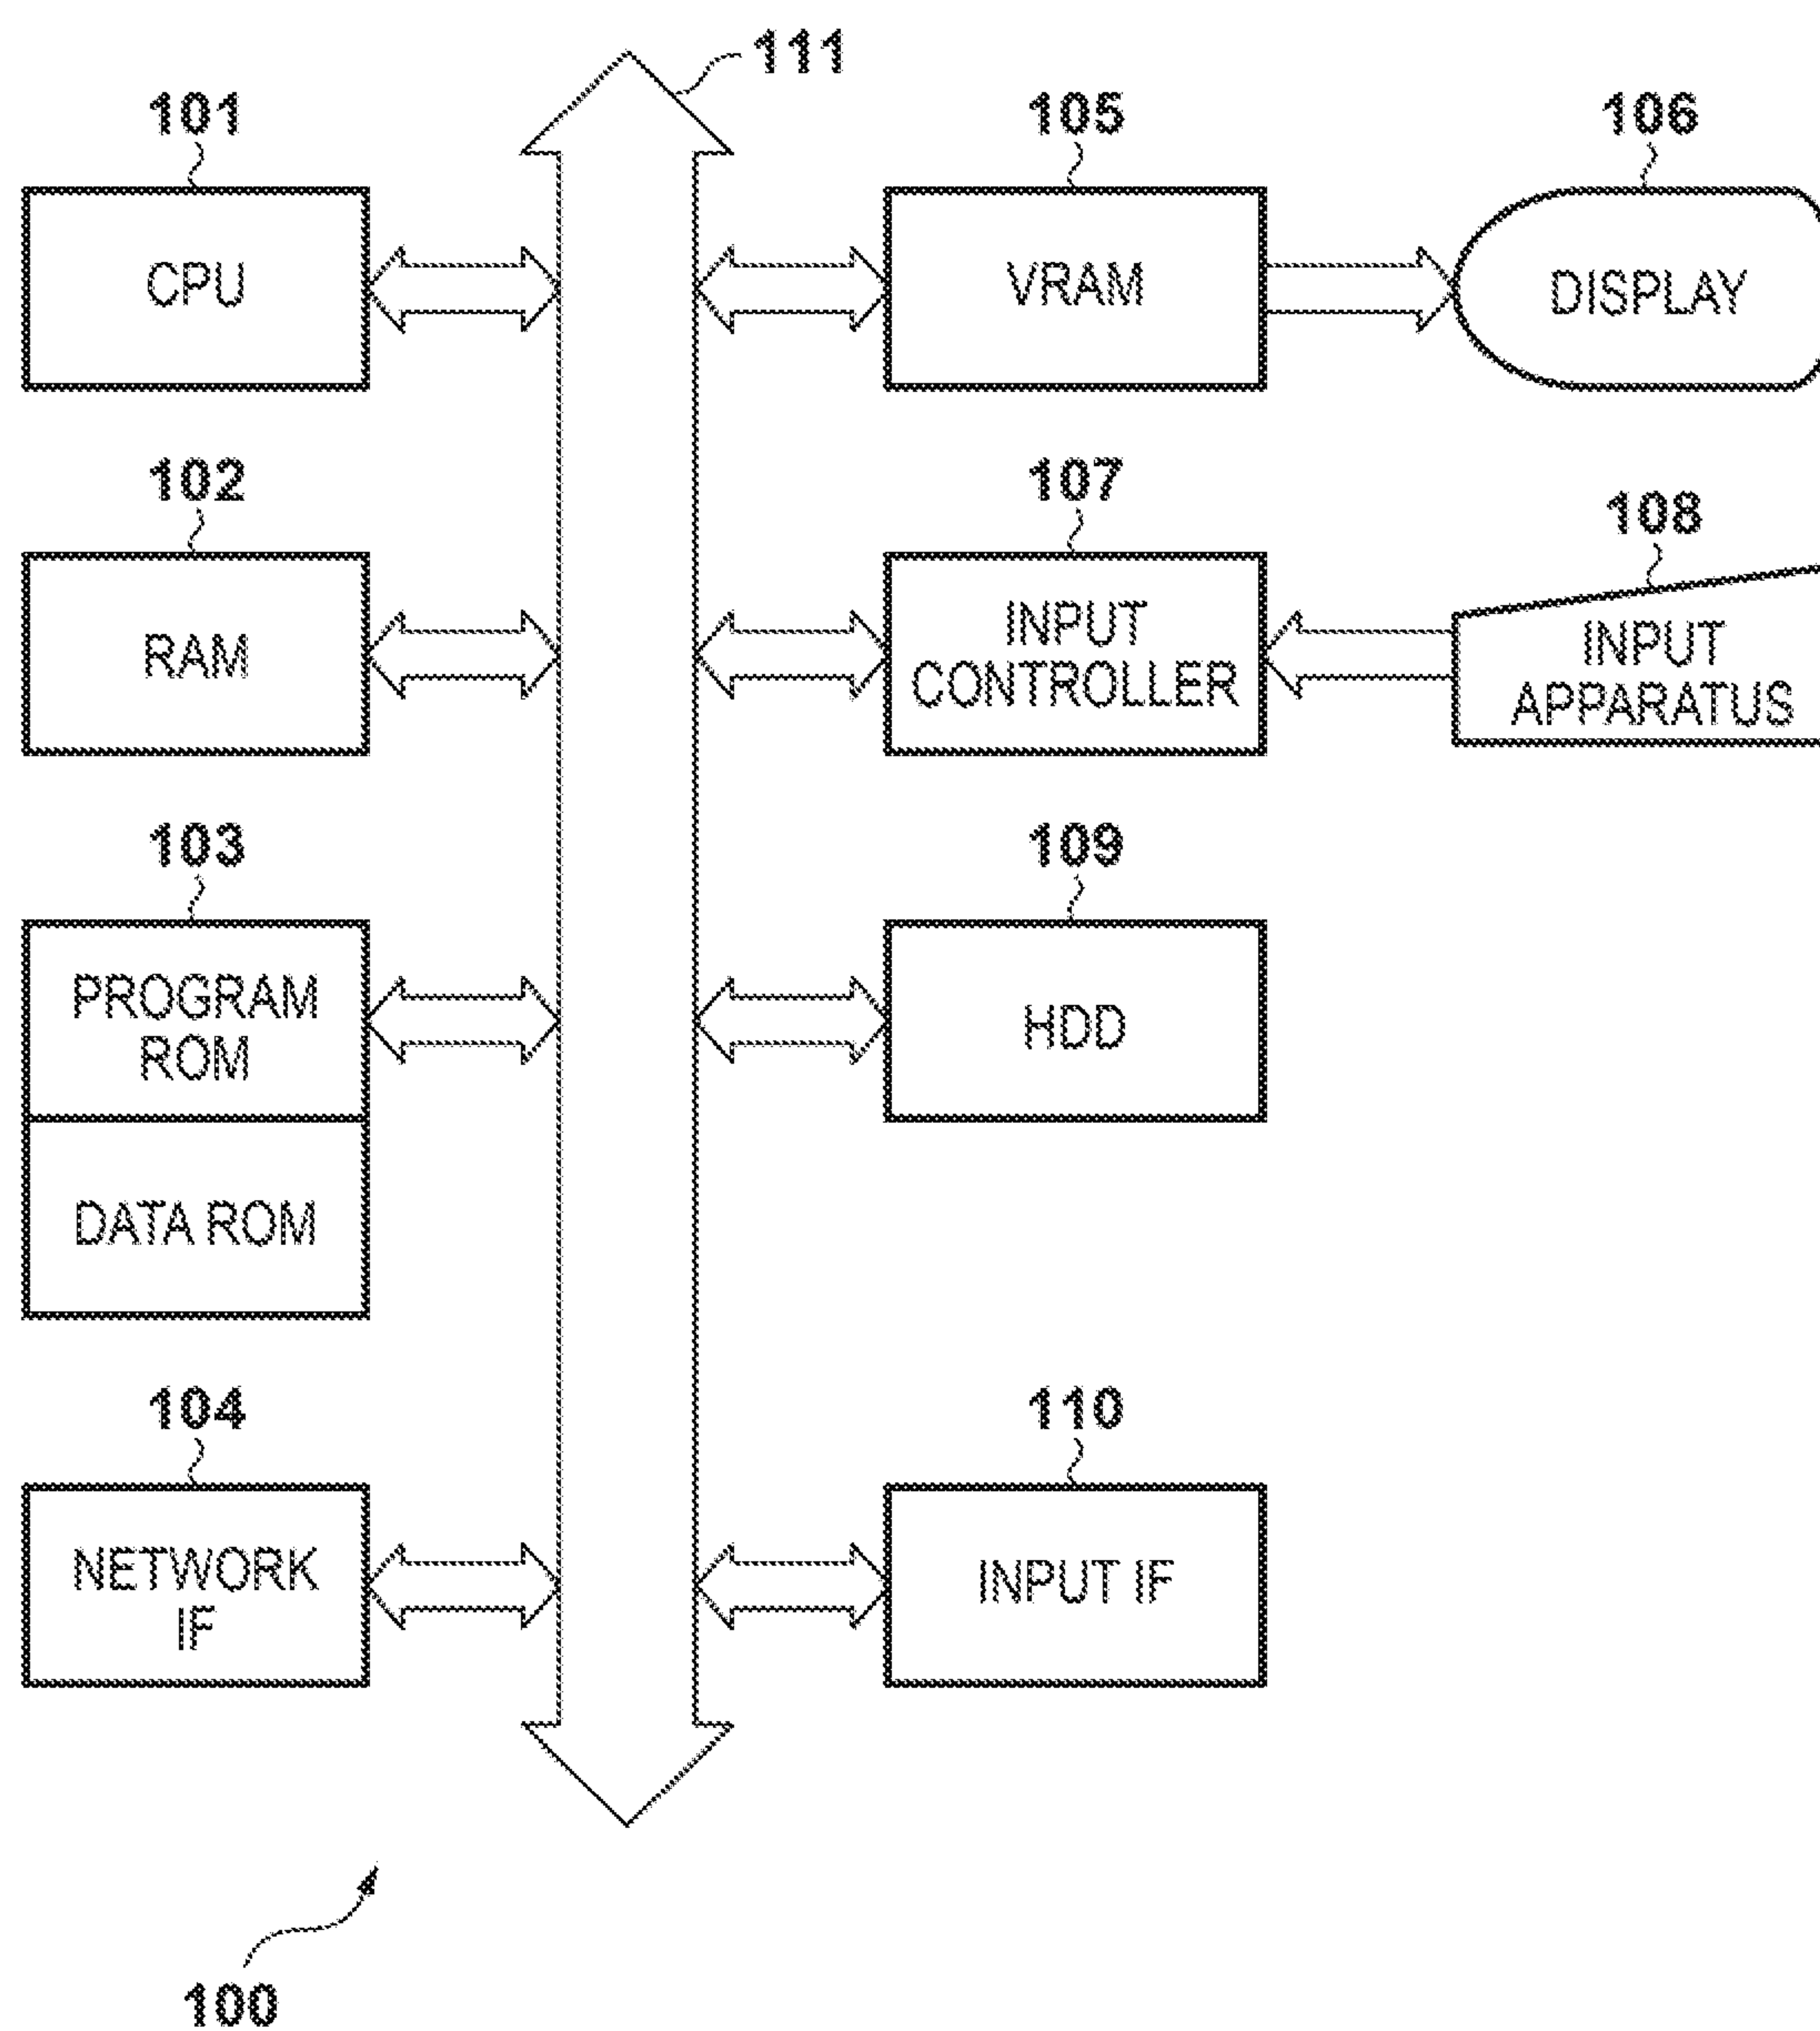 111
101
105
106
CPU
VRAM
DISPLAY
102
107
108
RAM
INPUT
CONTROLLER
INPUT
APPARATUS
103
109
PROGRAM
ROM
HDD
DATA ROM
104
110
NETWORK
IF
INPUT IF
100